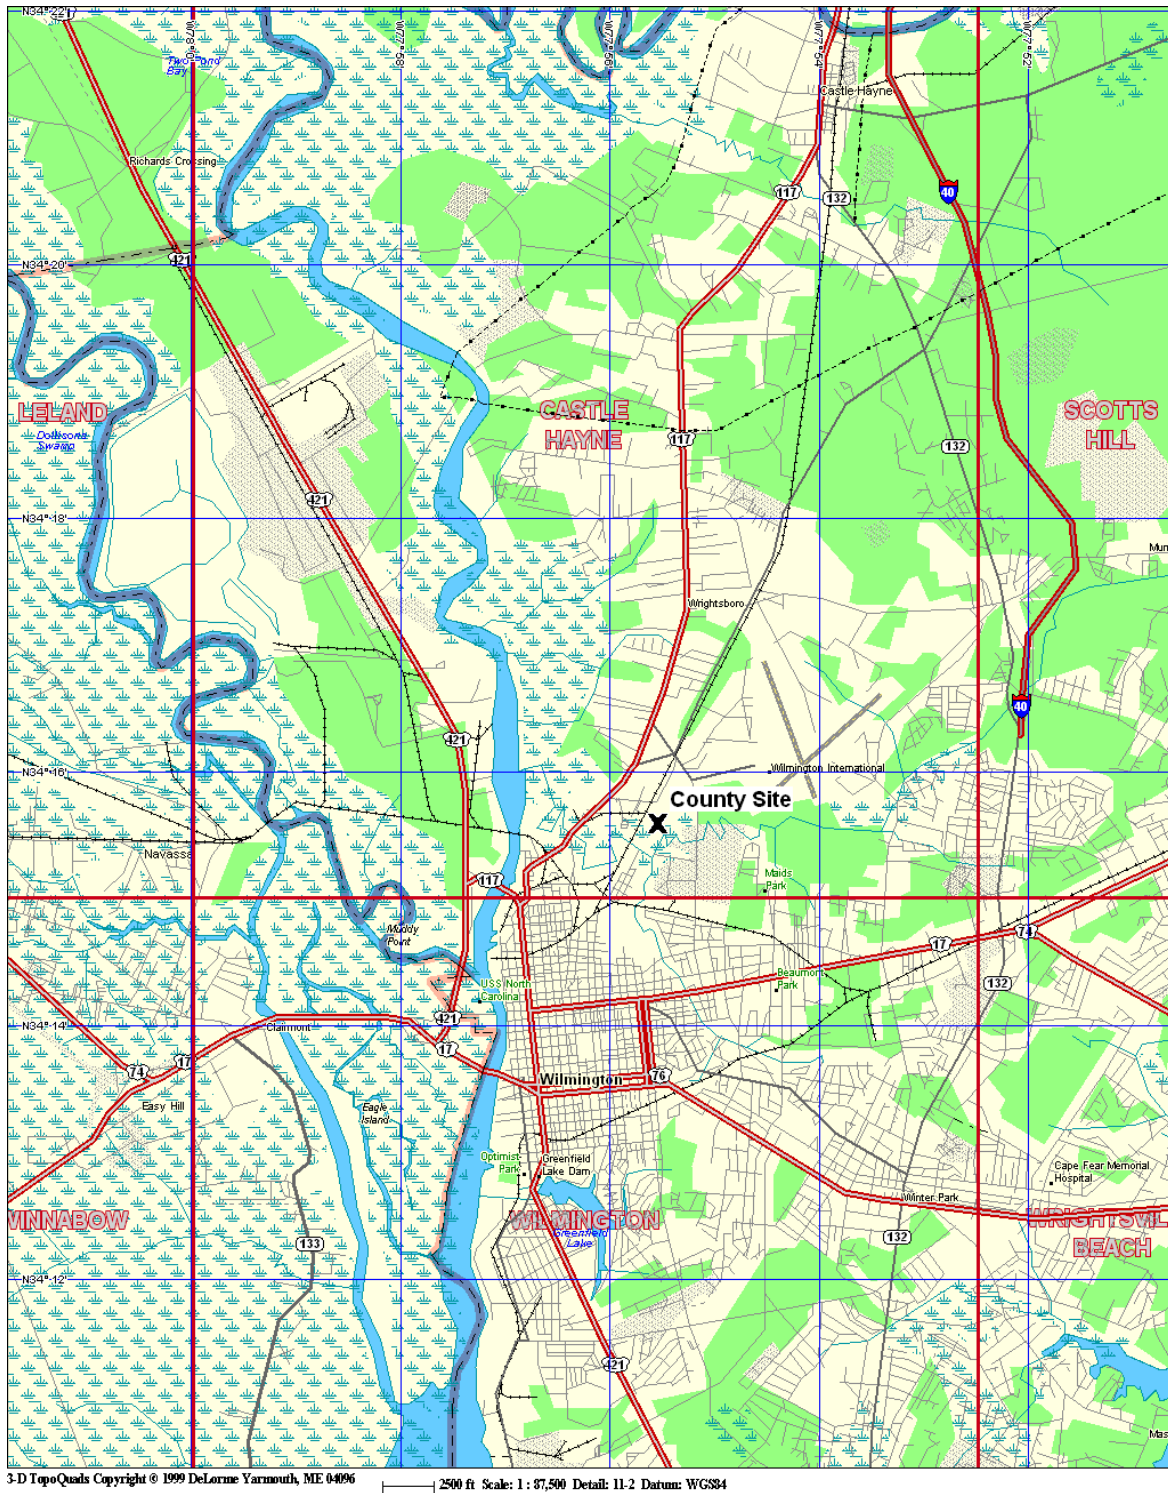 N34°22'
W78°0'
W77°58'
W77°56'
W77°54'
W77°52'
Two Pond
Bay
Castle Hayne
Richards Crossing
117
132
40
421
N34°20'
LELAND
Dollisons
Swamp
CASTLE
HAYNE
SCOTTS
HILL
117
132
421
N34°18'
Mur
Wrightsboro
40
421
N34°16'
Wilmington International
County Site
X
Navassa
117
Maids
Park
Muddy
Point
17
74
USS North
Carolina
Beaumont
Park
132
421
N34°14'
Clairmont
17
17
74
Wilmington
76
Easy Hill
Eagle
Island
Optimist
Park
Greenfield
Lake Dam
Cape Fear Memorial
Hospital
Winter Park
WINNABOW
WILMINGTON
WRIGHTSVIL
BEACH
Greenfield
Lake
133
132
N34°12'
421
Mas
3-D TopoQuads Copyright © 1999 DeLorme Yarmouth, ME 04096
2500 ft Scale: 1 : 87,500 Detail: 11-2 Datum: WGS84